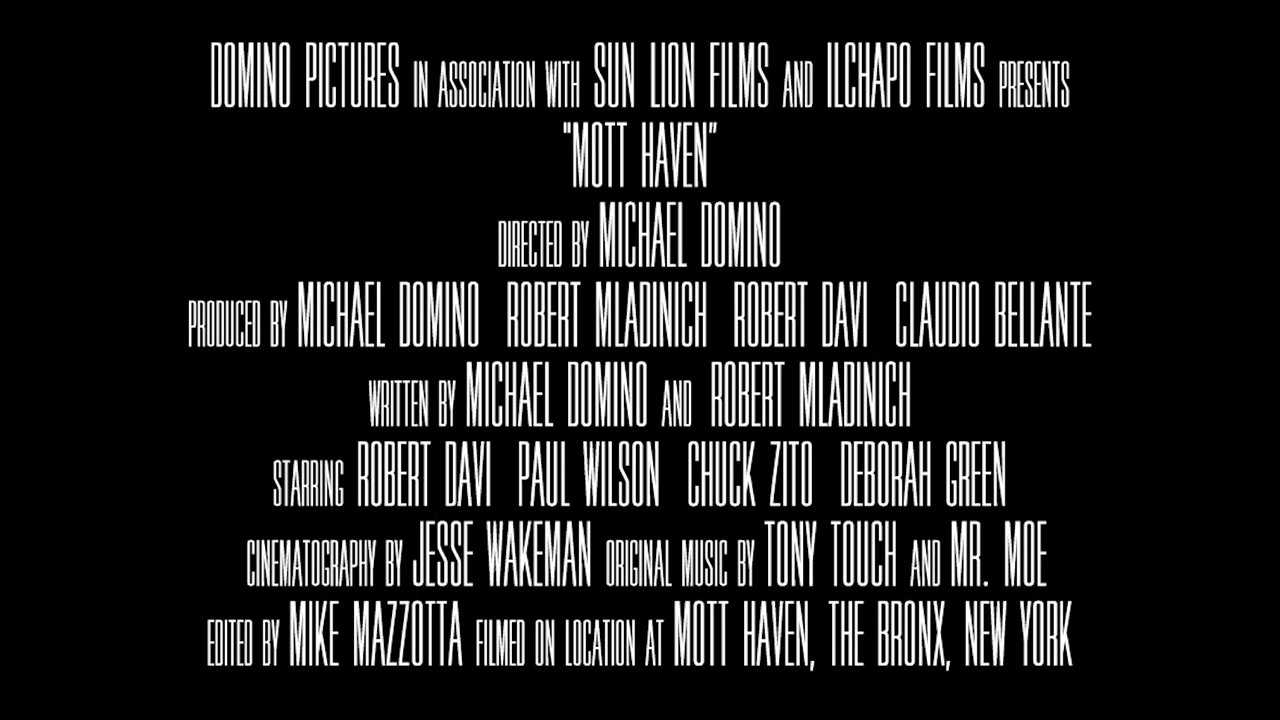 DOMINO PICTURES IN ASSOCIATION WITH SUN LION FILMS AND ILCHAPO FILMS PRESENTS
"MOTT HAVEN"
DIRECTED BY MICHAEL DOMINO
PRODUCED BY MICHAEL DOMINO ROBERT MLADINICH ROBERT DAVI CLAUDIO BELLANTE
WRITTEN BY MICHAEL DOMINO AND ROBERT MLADINICH
STARRING ROBERT DAVI PAUL WILSON CHUCK ZITO DEBORAH GREEN
CINEMATOGRAPHY BY JESSE WAKEMAN ORIGINAL MUSIC BY TONY TOUCH AND MR. MOE
EDITED BY MIKE MAZZOTTA FILMED ON LOCATION AT MOTT HAVEN, THE BRONX, NEW YORK